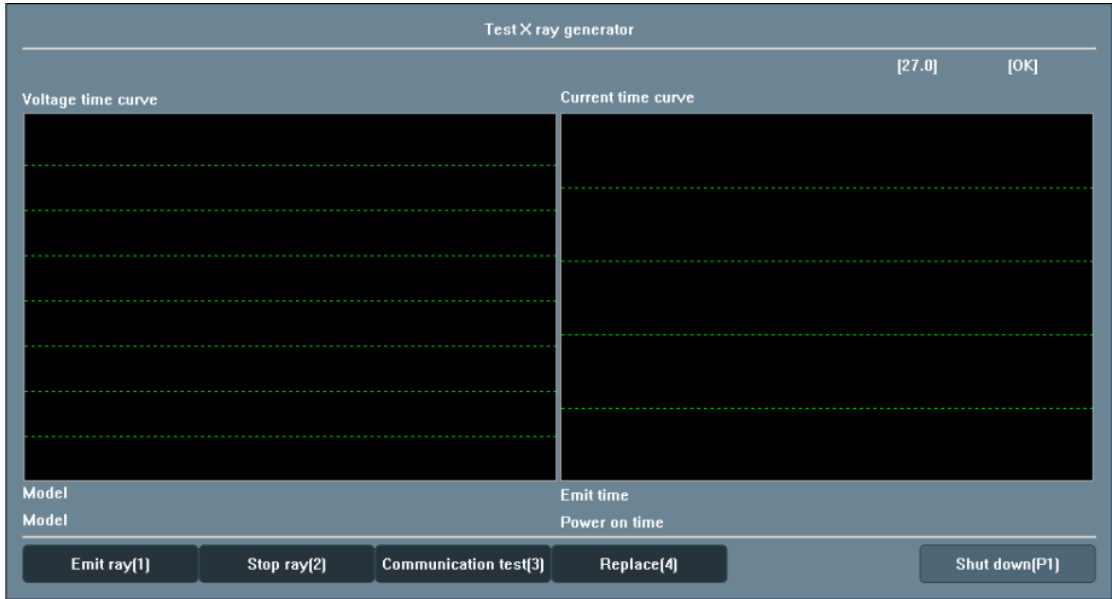 Test X ray generator
[27.0] [OK]
Voltage time curve
Current time curve
Model
Emit time
Model
Power on time
Emit ray(1)
Stop ray(2)
Communication test(3)
Replace(4)
Shut down(P1)